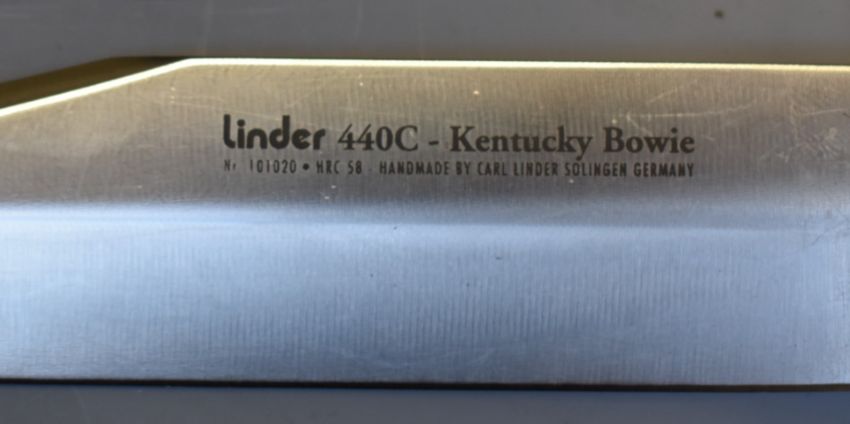 Linder 440C - Kentucky Bowie
Nr. 101020 • HRC 58 - HANDMADE BY CARL LINDER SOLINGEN GERMANY